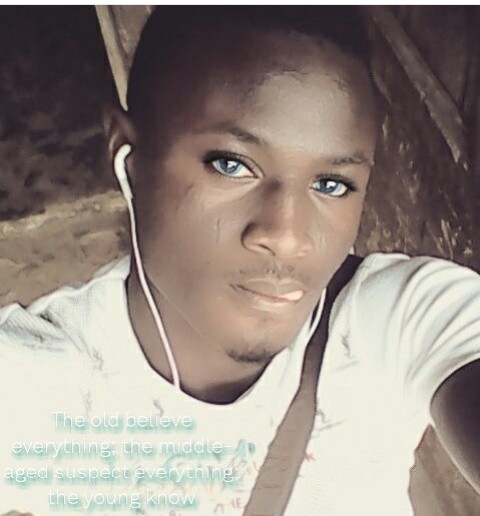 The old believe
everything: the middle-
aged suspect everything:
the young know